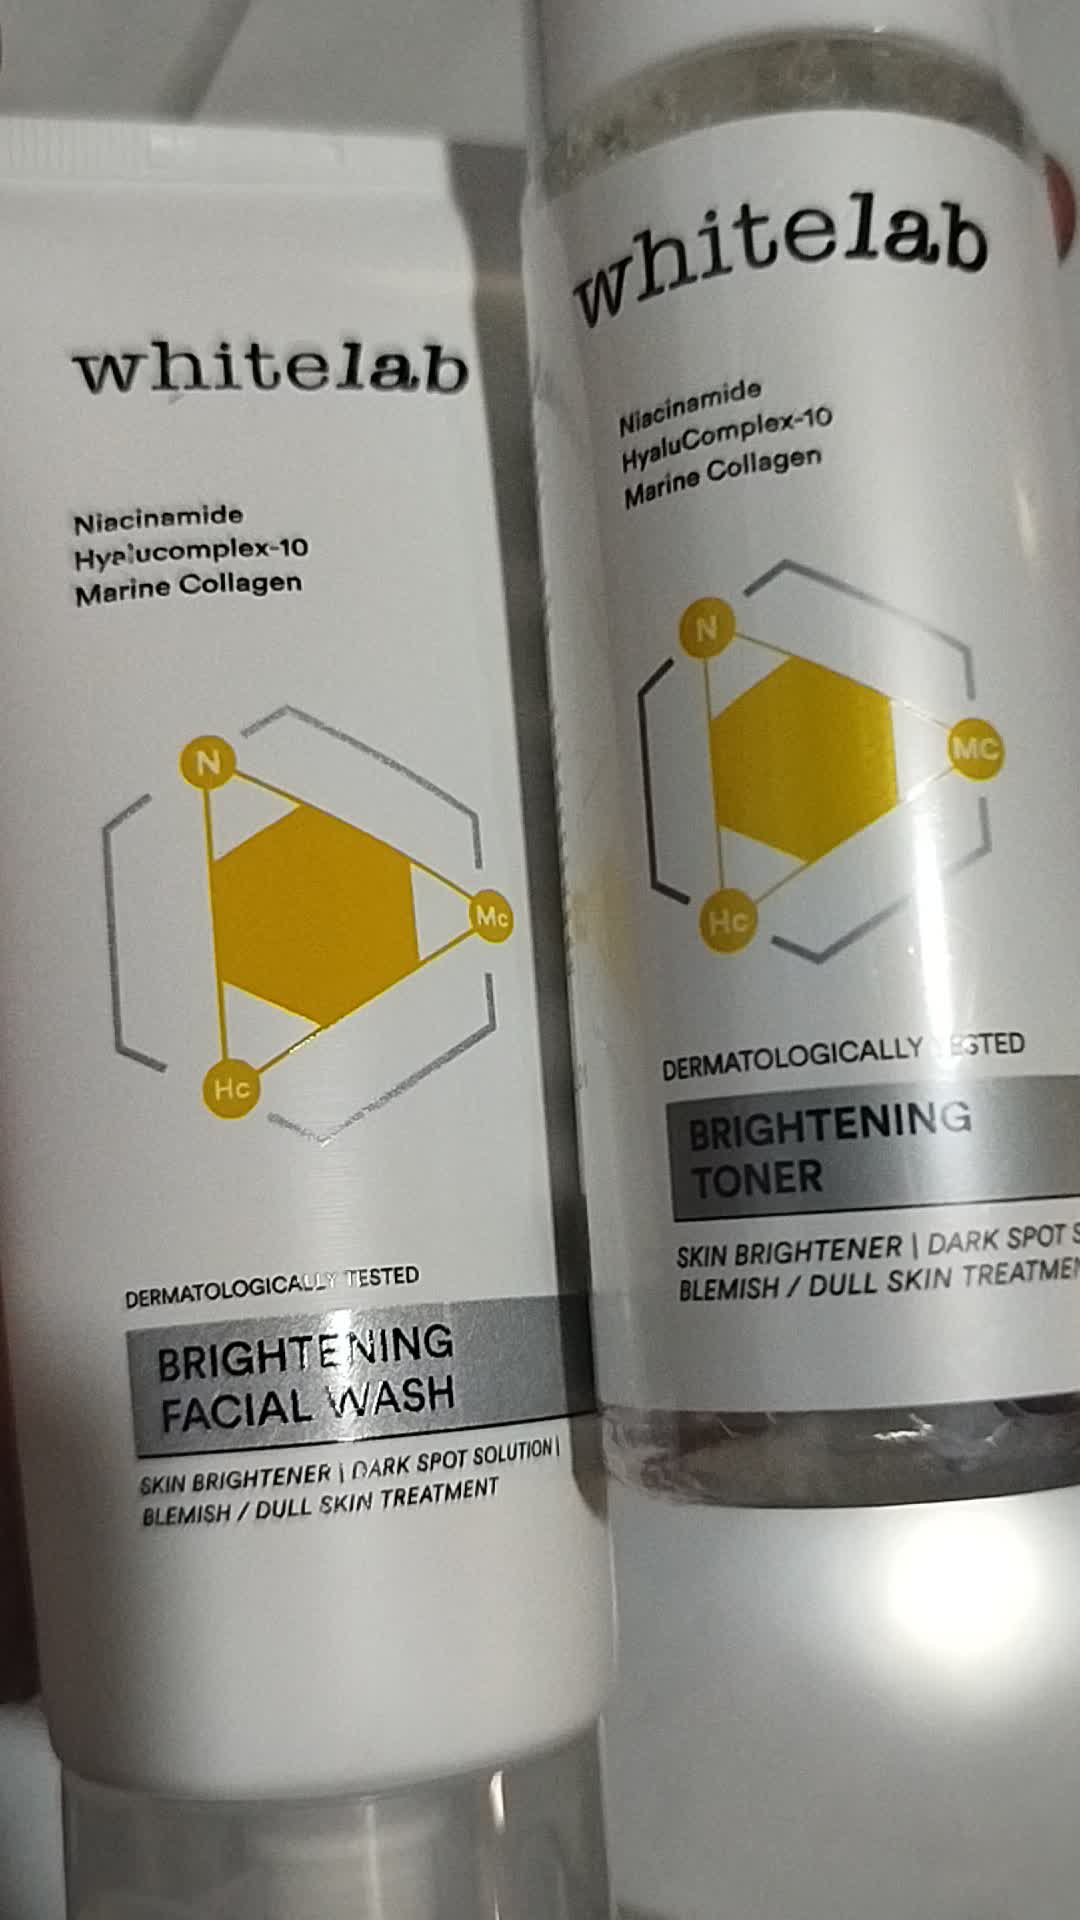 whitelab
Niacinamide
Hyalucomplex-10
Marine Collagen
N
Mc
Hc
DERMATOLOGICALLY TESTED
BRIGHTENING
FACIAL WASH
SKIN BRIGHTENER | DARK SPOT SOLUTION |
BLEMISH / DULL SKIN TREATMENT
whitelab
Niacinamide
HyaluComplex-10
Marine Collagen
N
MC
Hc
DERMATOLOGICALLY TESTED
BRIGHTENING
TONER
SKIN BRIGHTENER | DARK SPOT
BLEMISH / DULL SKIN